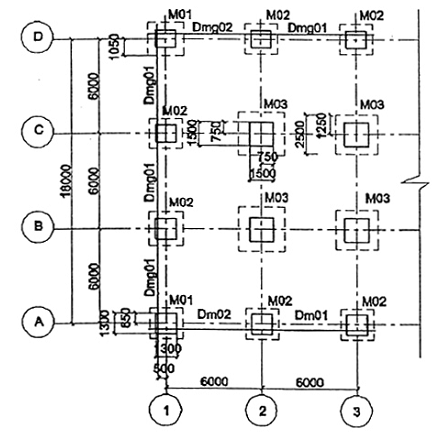 M01 Dmg02 M02 Dmg01 M02
D
1050
6000 Dmg01
M02 M03 M03
C
1500 750 2500 1250
750
1500
18000 6000 Dmg01
M02 M03 M03
B
6000 Dmg01
M01 M02 M02
A
1300 650 Dm02 Dm01
1300
500
6000 6000
1 2 3